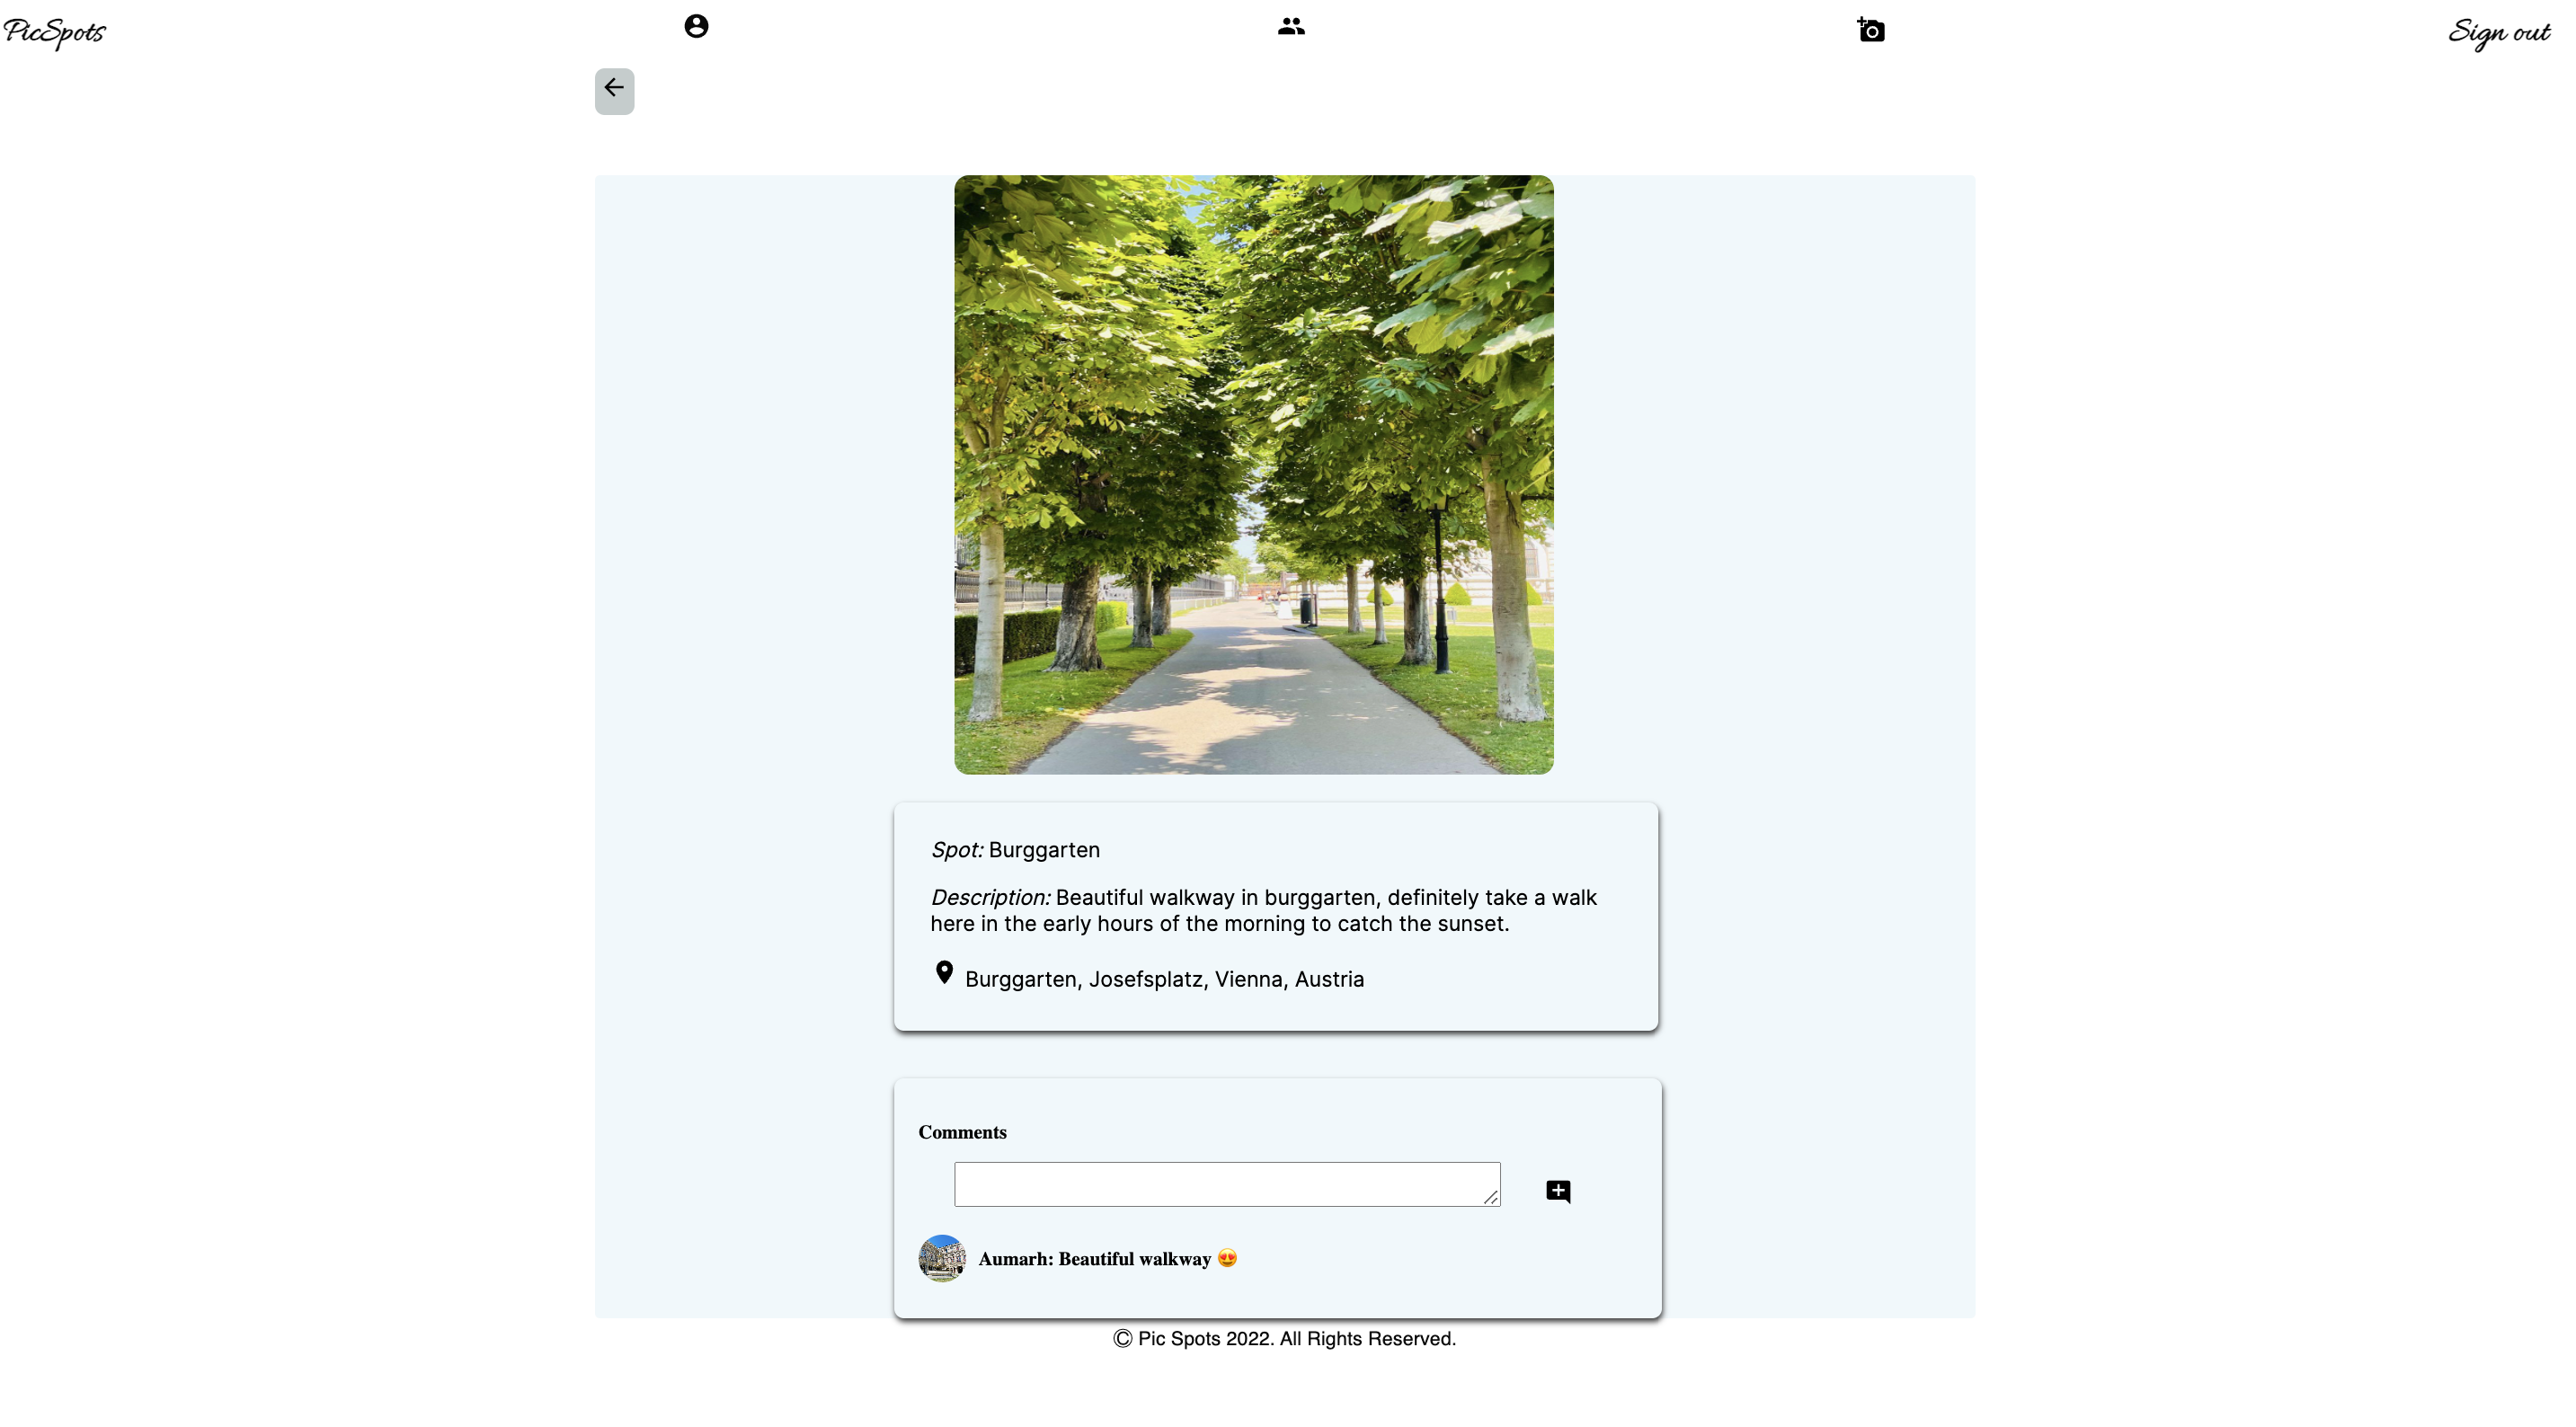 PicSpots
Sign out
Spot: Burggarten
Description: Beautiful walkway in burggarten, definitely take a walk
here in the early hours of the morning to catch the sunset.
Burggarten, Josefsplatz, Vienna, Austria
Comments
Aumarh: Beautiful walkway 😍
© Pic Spots 2022. All Rights Reserved.